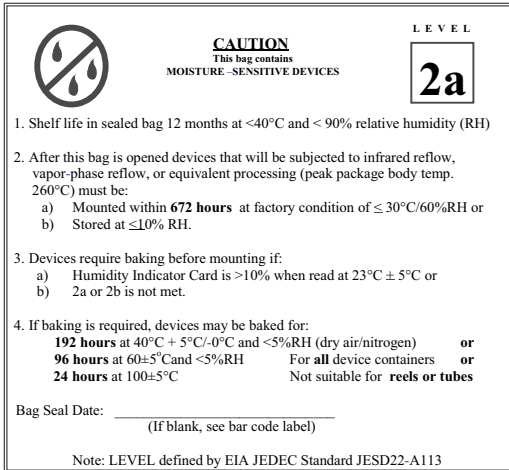 LEVEL
CAUTION
This bag contains
MOISTURE –SENSITIVE DEVICES
2a
1. Shelf life in sealed bag 12 months at <40°C and < 90% relative humidity (RH)
2. After this bag is opened devices that will be subjected to infrared reflow,
vapor-phase reflow, or equivalent processing (peak package body temp.
260°C) must be:
a) Mounted within 672 hours at factory condition of ≤ 30°C/60%RH or
b) Stored at ≤10% RH.
3. Devices require baking before mounting if:
a) Humidity Indicator Card is >10% when read at 23°C ± 5°C or
b) 2a or 2b is not met.
4. If baking is required, devices may be baked for:
192 hours at 40°C + 5°C/-0°C and <5%RH (dry air/nitrogen) or
96 hours at 60±5°Cand <5%RH For all device containers or
24 hours at 100±5°C Not suitable for reels or tubes
Bag Seal Date: ______________________________
(If blank, see bar code label)
Note: LEVEL defined by EIA JEDEC Standard JESD22-A113